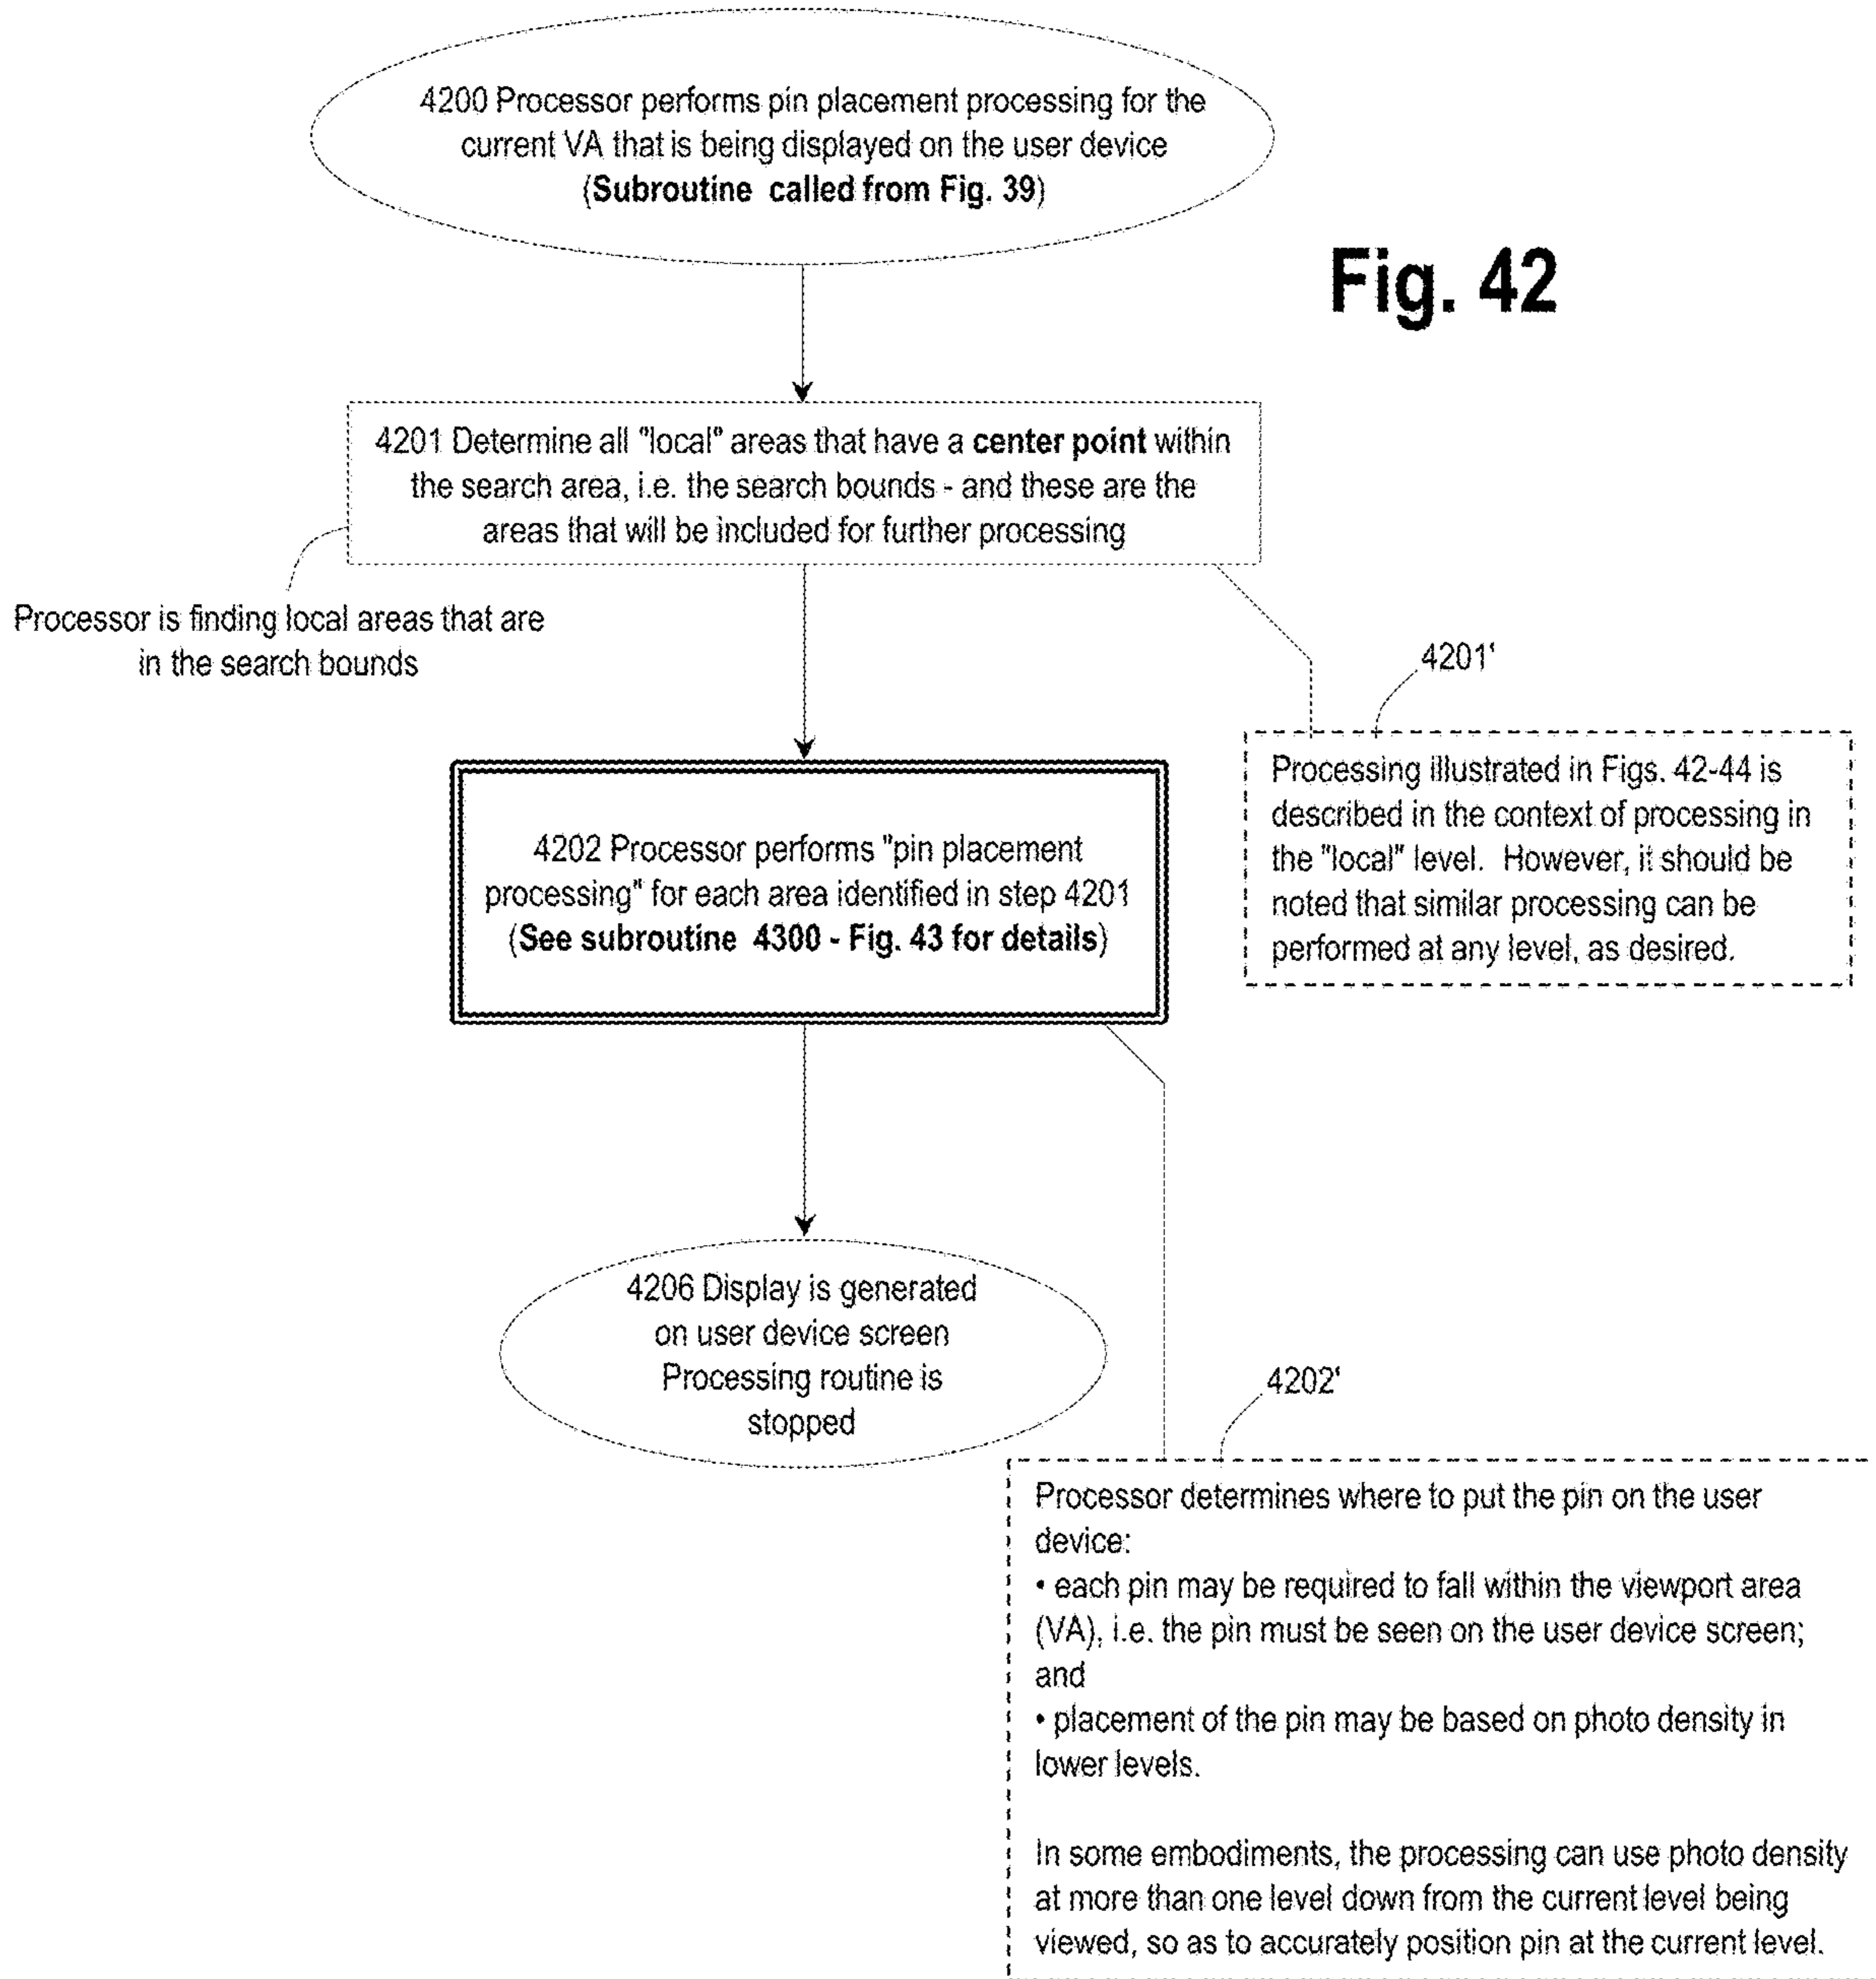 4200 Processor performs pin placement processing for the
current VA that is being displayed on the user device
(Subroutine called from Fig. 39)
Fig. 42
4201 Determine all "local" areas that have a center point within
the search area, i.e. the search bounds - and these are the
areas that will be included for further processing
Processor is finding local areas that are
in the search bounds
4201'
Processing illustrated in Figs. 42-44 is
described in the context of processing in
the "local" level. However, it should be
noted that similar processing can be
performed at any level, as desired.
4202 Processor performs "pin placement
processing" for each area identified in step 4201
(See subroutine 4300 - Fig. 43 for details)
4206 Display is generated
on user device screen
Processing routine is
stopped
4202'
Processor determines where to put the pin on the user
device:
• each pin may be required to fall within the viewport area
(VA), i.e. the pin must be seen on the user device screen;
and
• placement of the pin may be based on photo density in
lower levels.
In some embodiments, the processing can use photo density
at more than one level down from the current level being
viewed, so as to accurately position pin at the current level.